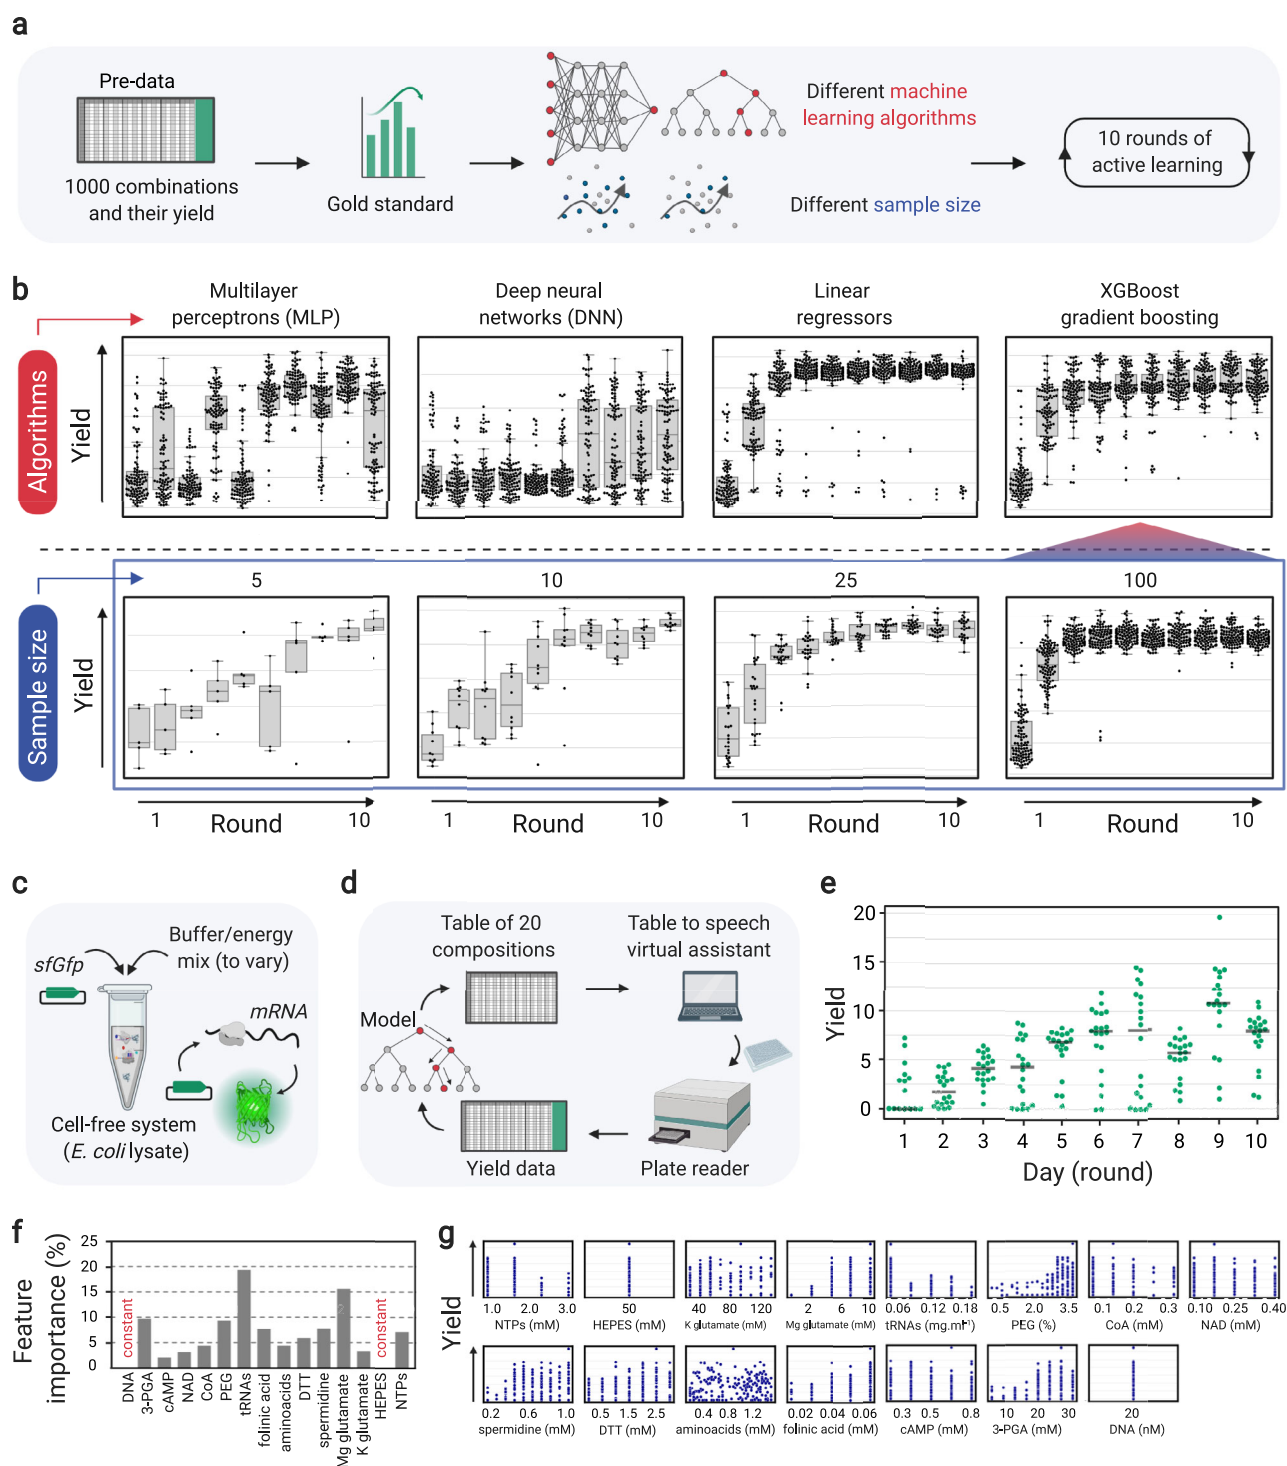 a
Pre-data
1000 combinations
and their yield
Gold standard
Different machine
learning algorithms
Different sample size
10 rounds of
active learning
b
Algorithms
Yield
Multilayer
perceptrons (MLP)
Deep neural
networks (DNN)
Linear
regressors
XGBoost
gradient boosting
Sample size
Yield
5
10
25
100
1 Round 10
1 Round 10
1 Round 10
1 Round 10
c
sfGfp
Buffer/energy
mix (to vary)
mRNA
Cell-free system
(E. coli lysate)
d
Table of 20
compositions
Table to speech
virtual assistant
Model
Yield data
Plate reader
e
Yield
20
15
10
5
0
1 2 3 4 5 6 7 8 9 10
Day (round)
f
Feature
importance (%)
25
20
15
10
5
0
constant
constant
DNA
3-PGA
cAMP
NAD
CoA
PEG
tRNAs
folinic acid
aminoacids
DTT
spermidine
Mg glutamate
K glutamate
HEPES
NTPs
g
Yield
1.0 2.0 3.0
NTPs (mM)
50
HEPES (mM)
40 80 120
K glutamate (mM)
2 5 7 10
Mg glutamate (mM)
0.06 0.12 0.18
tRNAs (mg.ml-1)
0.5 2.0 3.5
PEG (%)
0.1 0.2 0.3
CoA (mM)
0.10 0.25 0.40
NAD (mM)
0.2 0.6 1.0
spermidine (mM)
0.5 1.5 2.5
DTT (mM)
0.4 0.8 1.2
aminoacids (mM)
0.02 0.04 0.06
folinic acid (mM)
0.3 0.5 0.8
cAMP (mM)
10 20 30
3-PGA (mM)
20
DNA (nM)